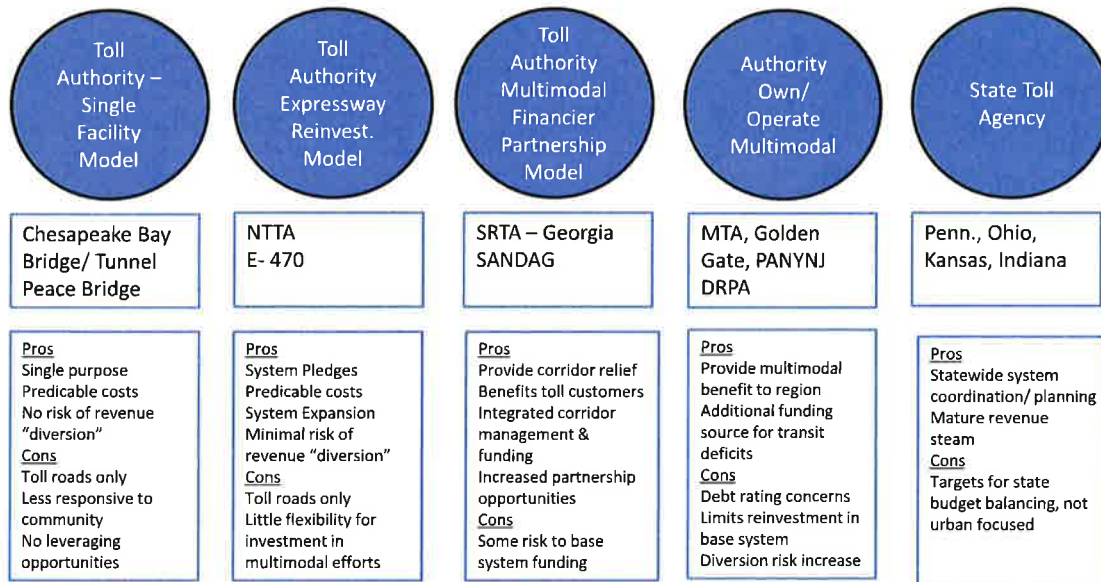 Toll
Authority –
Single
Facility
Model
Toll
Authority
Expressway
Reinvest.
Model
Toll
Authority
Multimodal
Financier
Partnership
Model
Authority
Own/
Operate
Multimodal
State Toll
Agency
Chesapeake Bay
Bridge/ Tunnel
Peace Bridge
NTTA
E- 470
SRTA – Georgia
SANDAG
MTA, Golden
Gate, PANYNJ
DRPA
Penn., Ohio,
Kansas, Indiana
Pros
Single purpose
Predicable costs
No risk of revenue
“diversion”
Cons
Toll roads only
Less responsive to
community
No leveraging
opportunities
Pros
System Pledges
Predicable costs
System Expansion
Minimal risk of
revenue “diversion”
Cons
Toll roads only
Little flexibility for
investment in
multimodal efforts
Pros
Provide corridor relief
Benefits toll customers
Integrated corridor
management &
funding
Increased partnership
opportunities
Cons
Some risk to base
system funding
Pros
Provide multimodal
benefit to region
Additional funding
source for transit
deficits
Cons
Debt rating concerns
Limits reinvestment in
base system
Diversion risk increase
Pros
Statewide system
coordination/ planning
Mature revenue
steam
Cons
Targets for state
budget balancing, not
urban focused